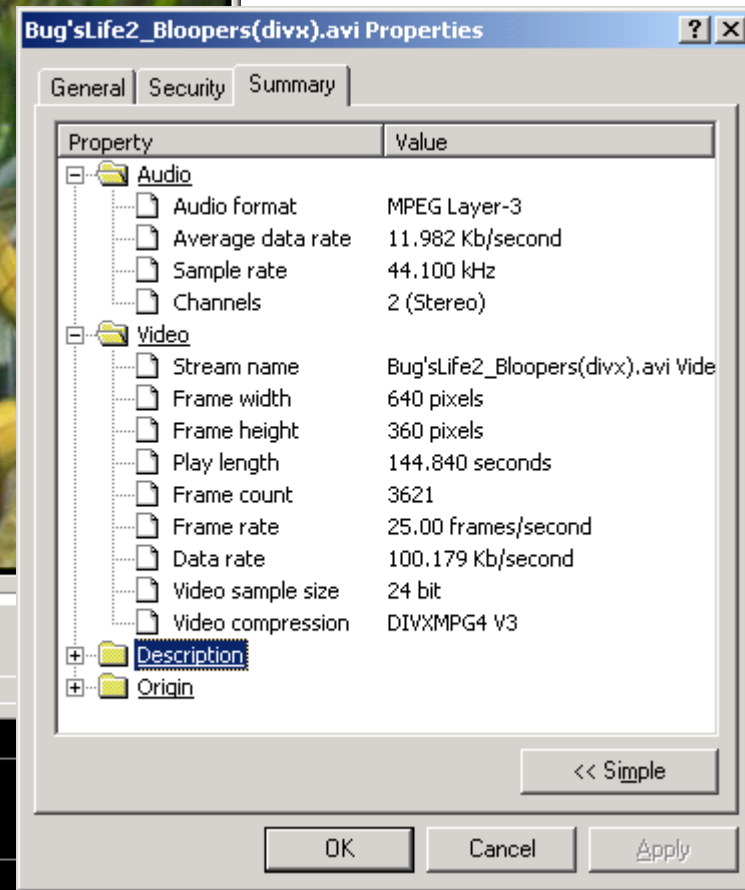 Bug'sLife2_Bloopers(divx).avi Properties
General Security Summary
Property Value
Audio
Audio format MPEG Layer-3
Average data rate 11.982 Kb/second
Sample rate 44.100 kHz
Channels 2 (Stereo)
Video
Stream name Bug'sLife2_Bloopers(divx).avi Vide
Frame width 640 pixels
Frame height 360 pixels
Play length 144.840 seconds
Frame count 3621
Frame rate 25.00 frames/second
Data rate 100.179 Kb/second
Video sample size 24 bit
Video compression DIVXMPG4 V3
Description
Origin
<< Simple
OK Cancel Apply